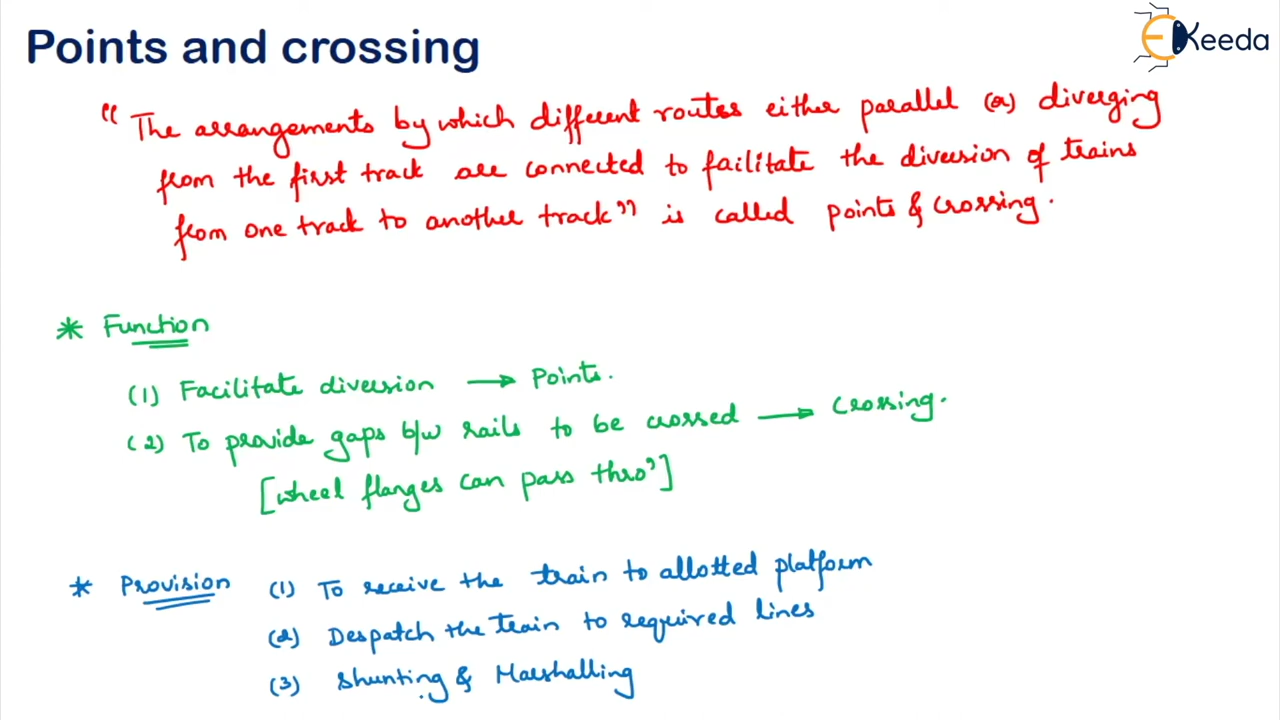 Points and crossing
EKeeda
"The arrangements by which different routes either parallel (or) diverging
from the first track are connected to failitate the diversion of trains
from one track to another track" is called points & crossing.
* Function
(1) Facilitate diversion → Points.
(2) To provide gaps b/w rails to be crossed → Crossing.
[wheel flanges can pass thro']
* Provision (1) To receive the train to allotted platform
(2) Despatch the train to required lines
(3) Shunting & Marshalling